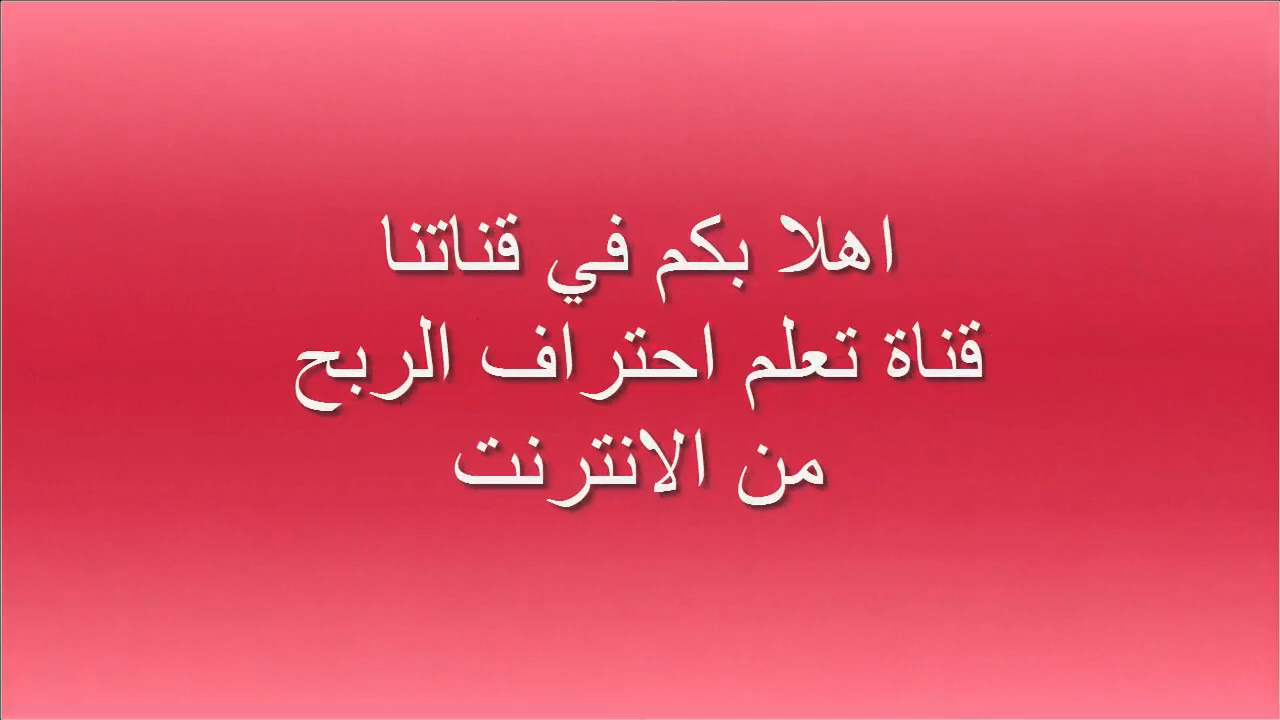 اهلا بكم في قناتنا
قناة تعلم احتراف الربح
من الانترنت